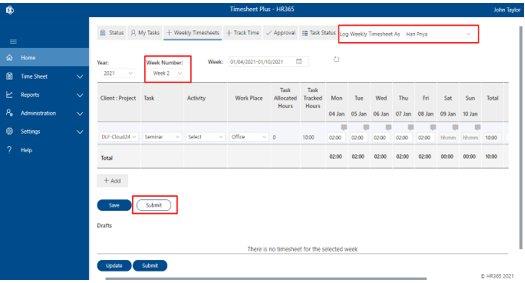 Timesheet Plus - HR365
John Taylor
Status My Tasks + Weekly Timesheets + Track Time Approval Task Status Log Weekly Timesheet As Hari Priya
Home
Time Sheet
Reports
Administration
Settings
Help
Year: Week Number: Week: 01/04/2021-01/10
2021 Week 2
Client : Project Task Activity Work Place Task Allocated Hours Task Tracked Hours Mon Tue Wed Thu Fri Sat Sun Total
04 Jan 05 Jan 06 Jan 07 Jan 08 Jan 09 Jan 10 Jan
DLF-Cloud24 Seminar Select Office 0 10:00 02:00 02:00 02:00 02:00 02:00 hh:mm hh:mm 10:00
Total 02:00 02:00 02:00 02:00 02:00 00:00 00:00 10:00
+ Add
Save Submit
Drafts
There is no timesheet for the selected week
Update Submit
© HR365 2021